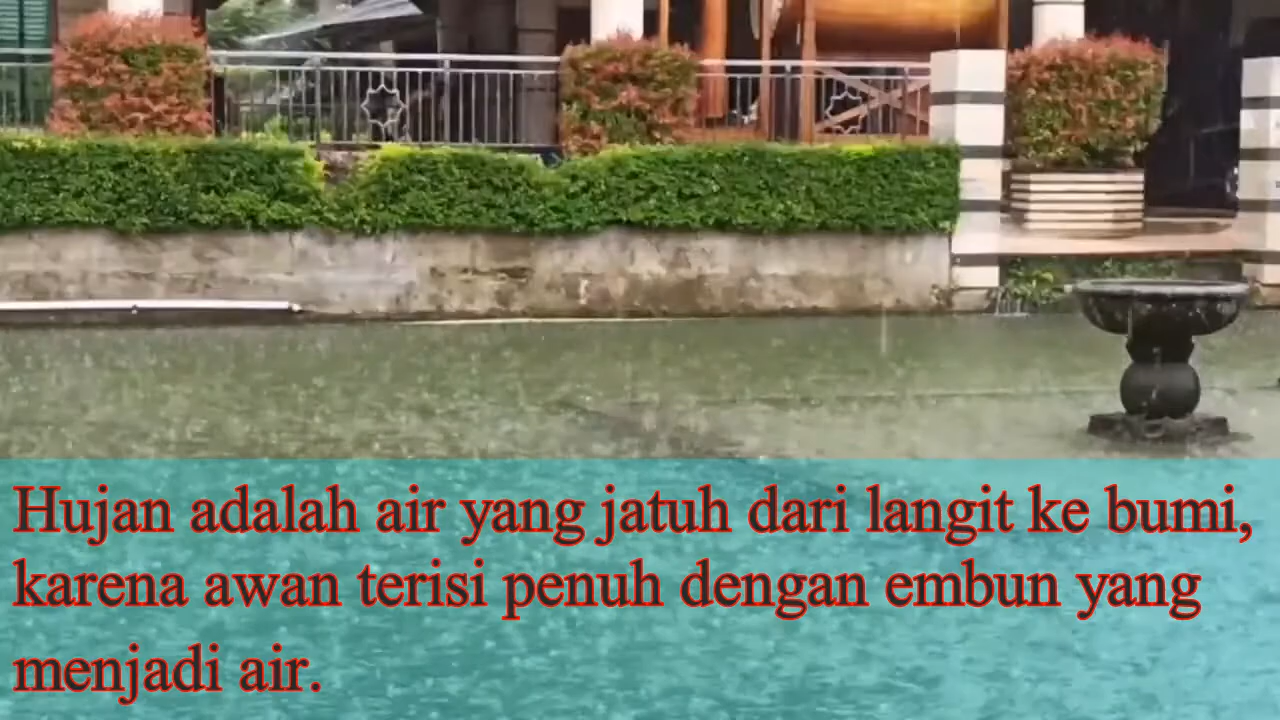 Hujan adalah air yang jatuh dari langit ke bumi,
karena awan terisi penuh dengan embun yang
menjadi air.